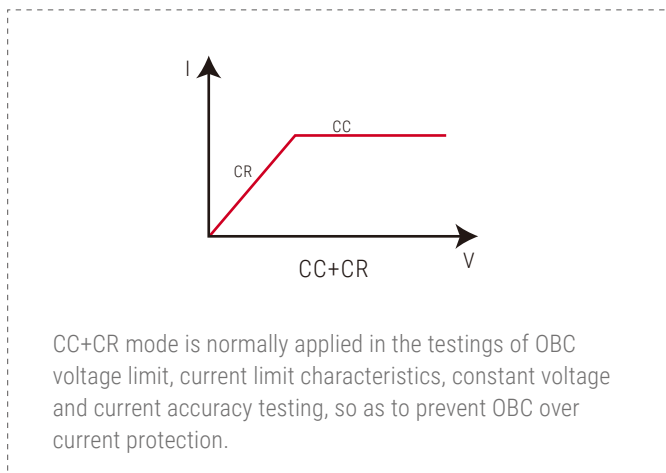 I
CC
CR
V
CC+CR
CC+CR mode is normally applied in the testings of OBC
voltage limit, current limit characteristics, constant voltage
and current accuracy testing, so as to prevent OBC over
current protection.